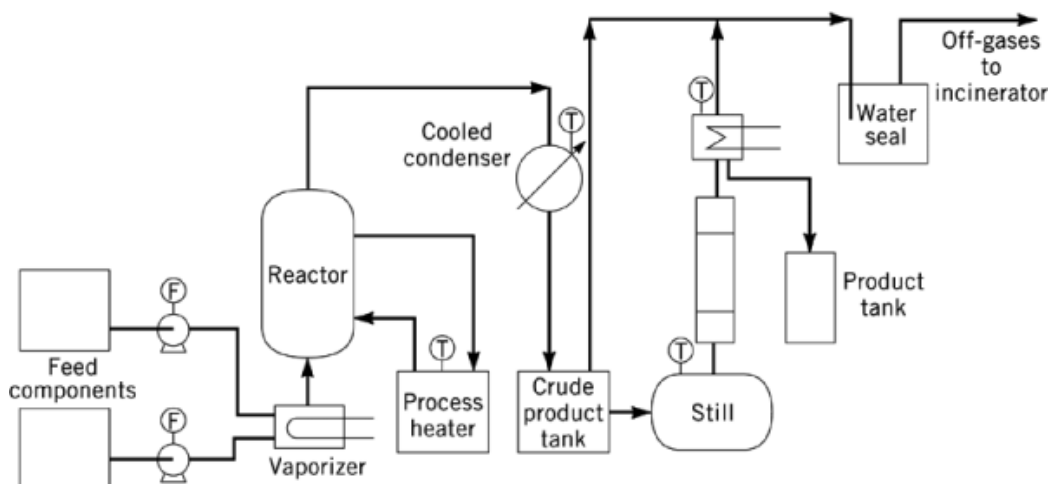 Off-gases
to
incinerator
T
Water
seal
Cooled
condenser
T
Reactor
Product
tank
F
Feed
components
T
Process
heater
Crude
product
tank
T
Still
F
Vaporizer